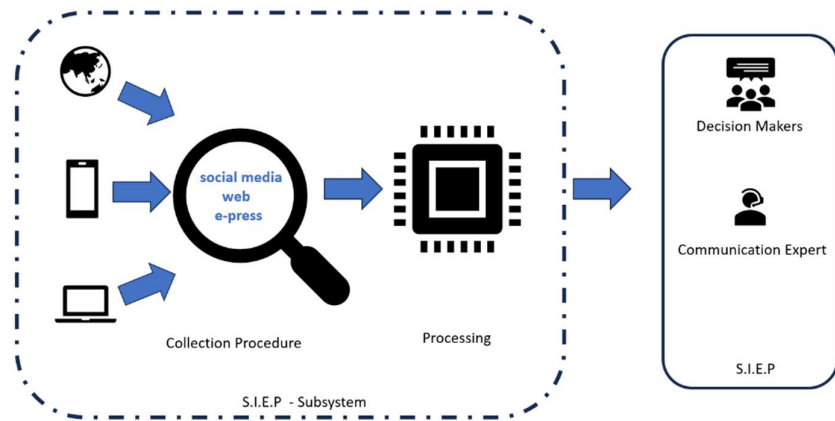 social media
web
e-press
Collection Procedure
Processing
S.I.E.P - Subsystem
Decision Makers
Communication Expert
S.I.E.P